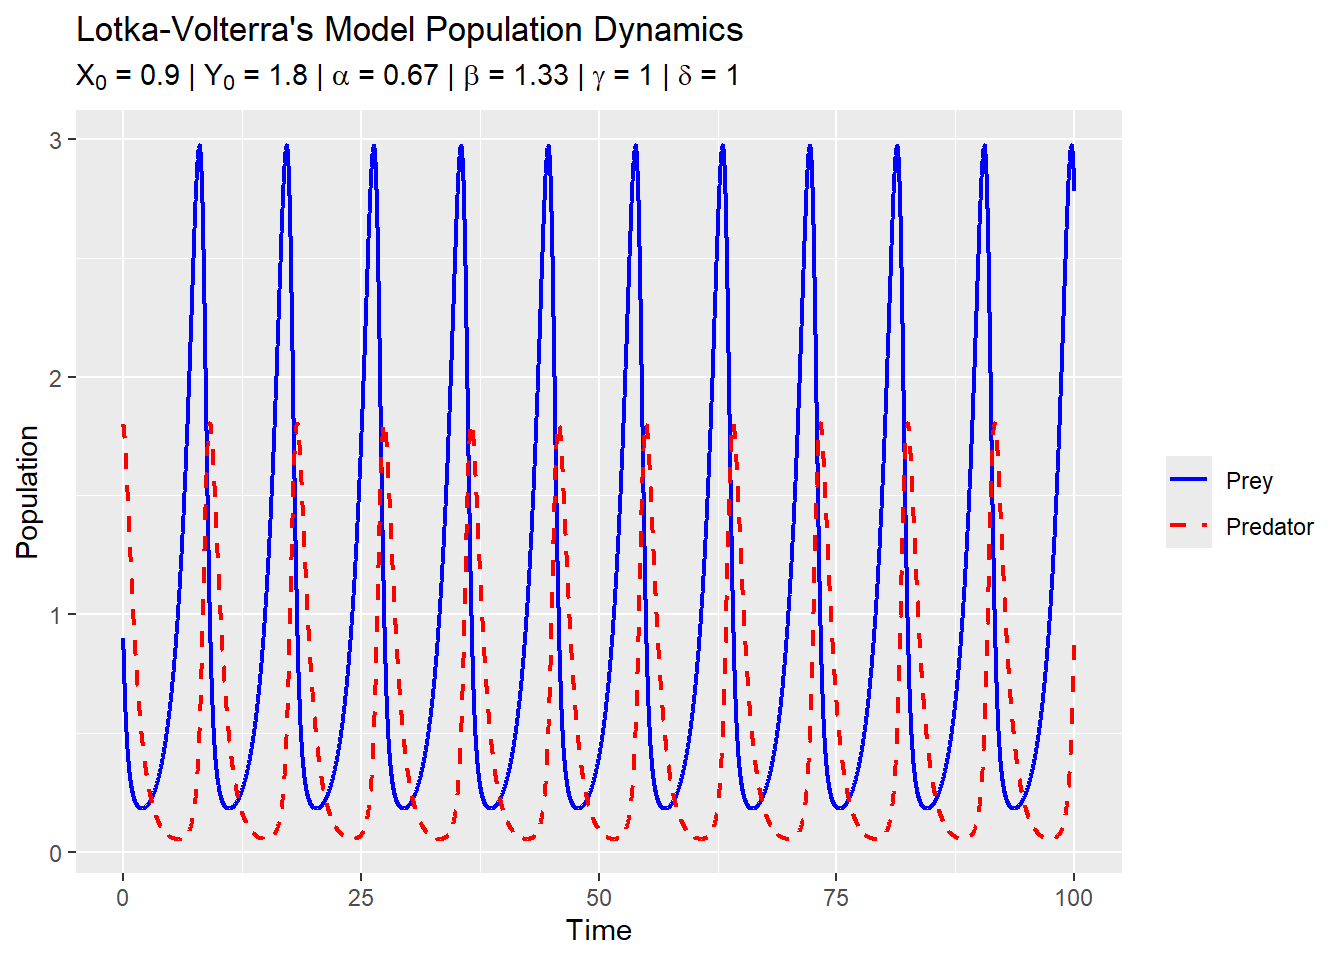 Lotka-Volterra's Model Population Dynamics
X₀ = 0.9 | Y₀ = 1.8 | α = 0.67 | β = 1.33 | γ = 1 | δ = 1
3
2
1
0
Population
0 25 50 75 100
Time
Prey
Predator